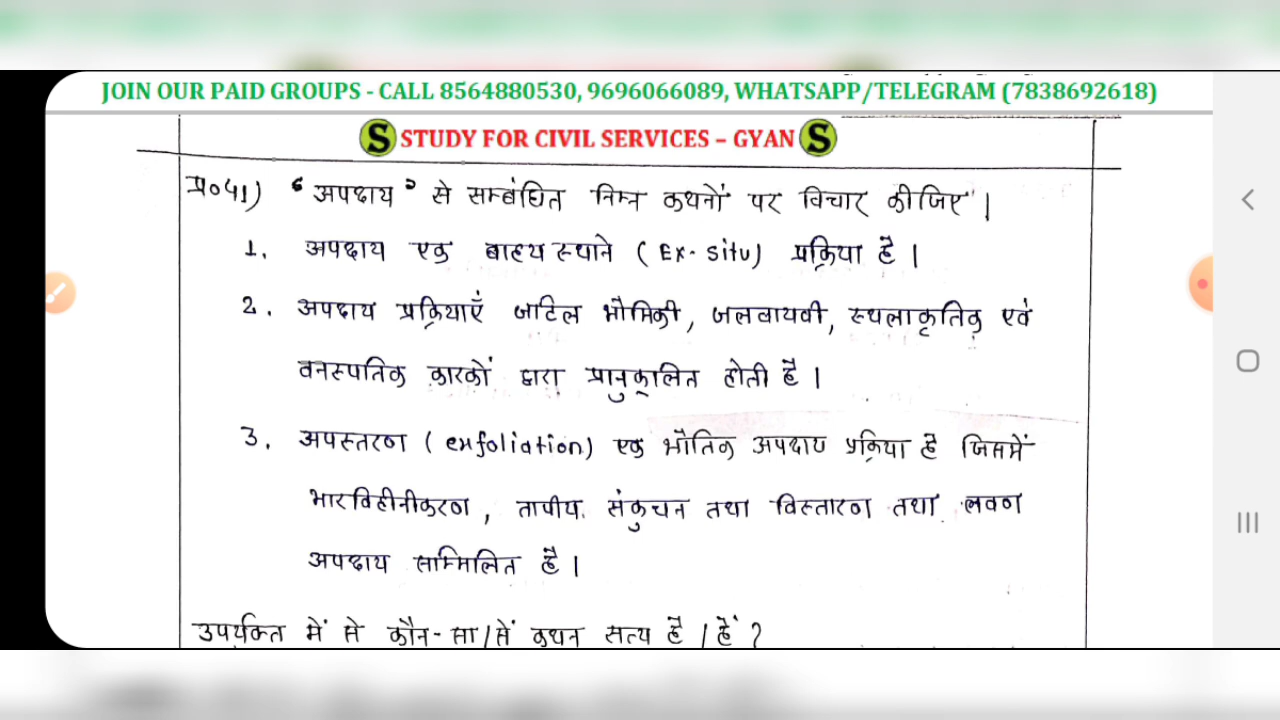 JOIN OUR PAID GROUPS - CALL 8564880530, 9696066089, WHATSAPP/TELEGRAM (7838692618)
S STUDY FOR CIVIL SERVICES – GYAN S
प्र०41) "अपक्षय" से सम्बंधित निम्न कथनों पर विचार कीजिए।
1. अपक्षय एक बाह्य स्थाने (Ex-situ) प्रक्रिया है।
2. अपक्षय प्रक्रियाएँ जटिल भौमिकी, जलवायवी, स्थलाकृतिक एवं
वनस्पतिक कारकों द्वारा प्रानुकूलित होती है।
3. अपस्तरण (exfoliation) एक भौतिक अपक्षय प्रक्रिया है जिसमें
भारविहीनीकरण, तापीय संकुचन तथा विस्तारण तथा लवण
अपक्षय सम्मिलित है।
उपर्यक्त में से कौन-सा/से कथन सत्य है/हैं?